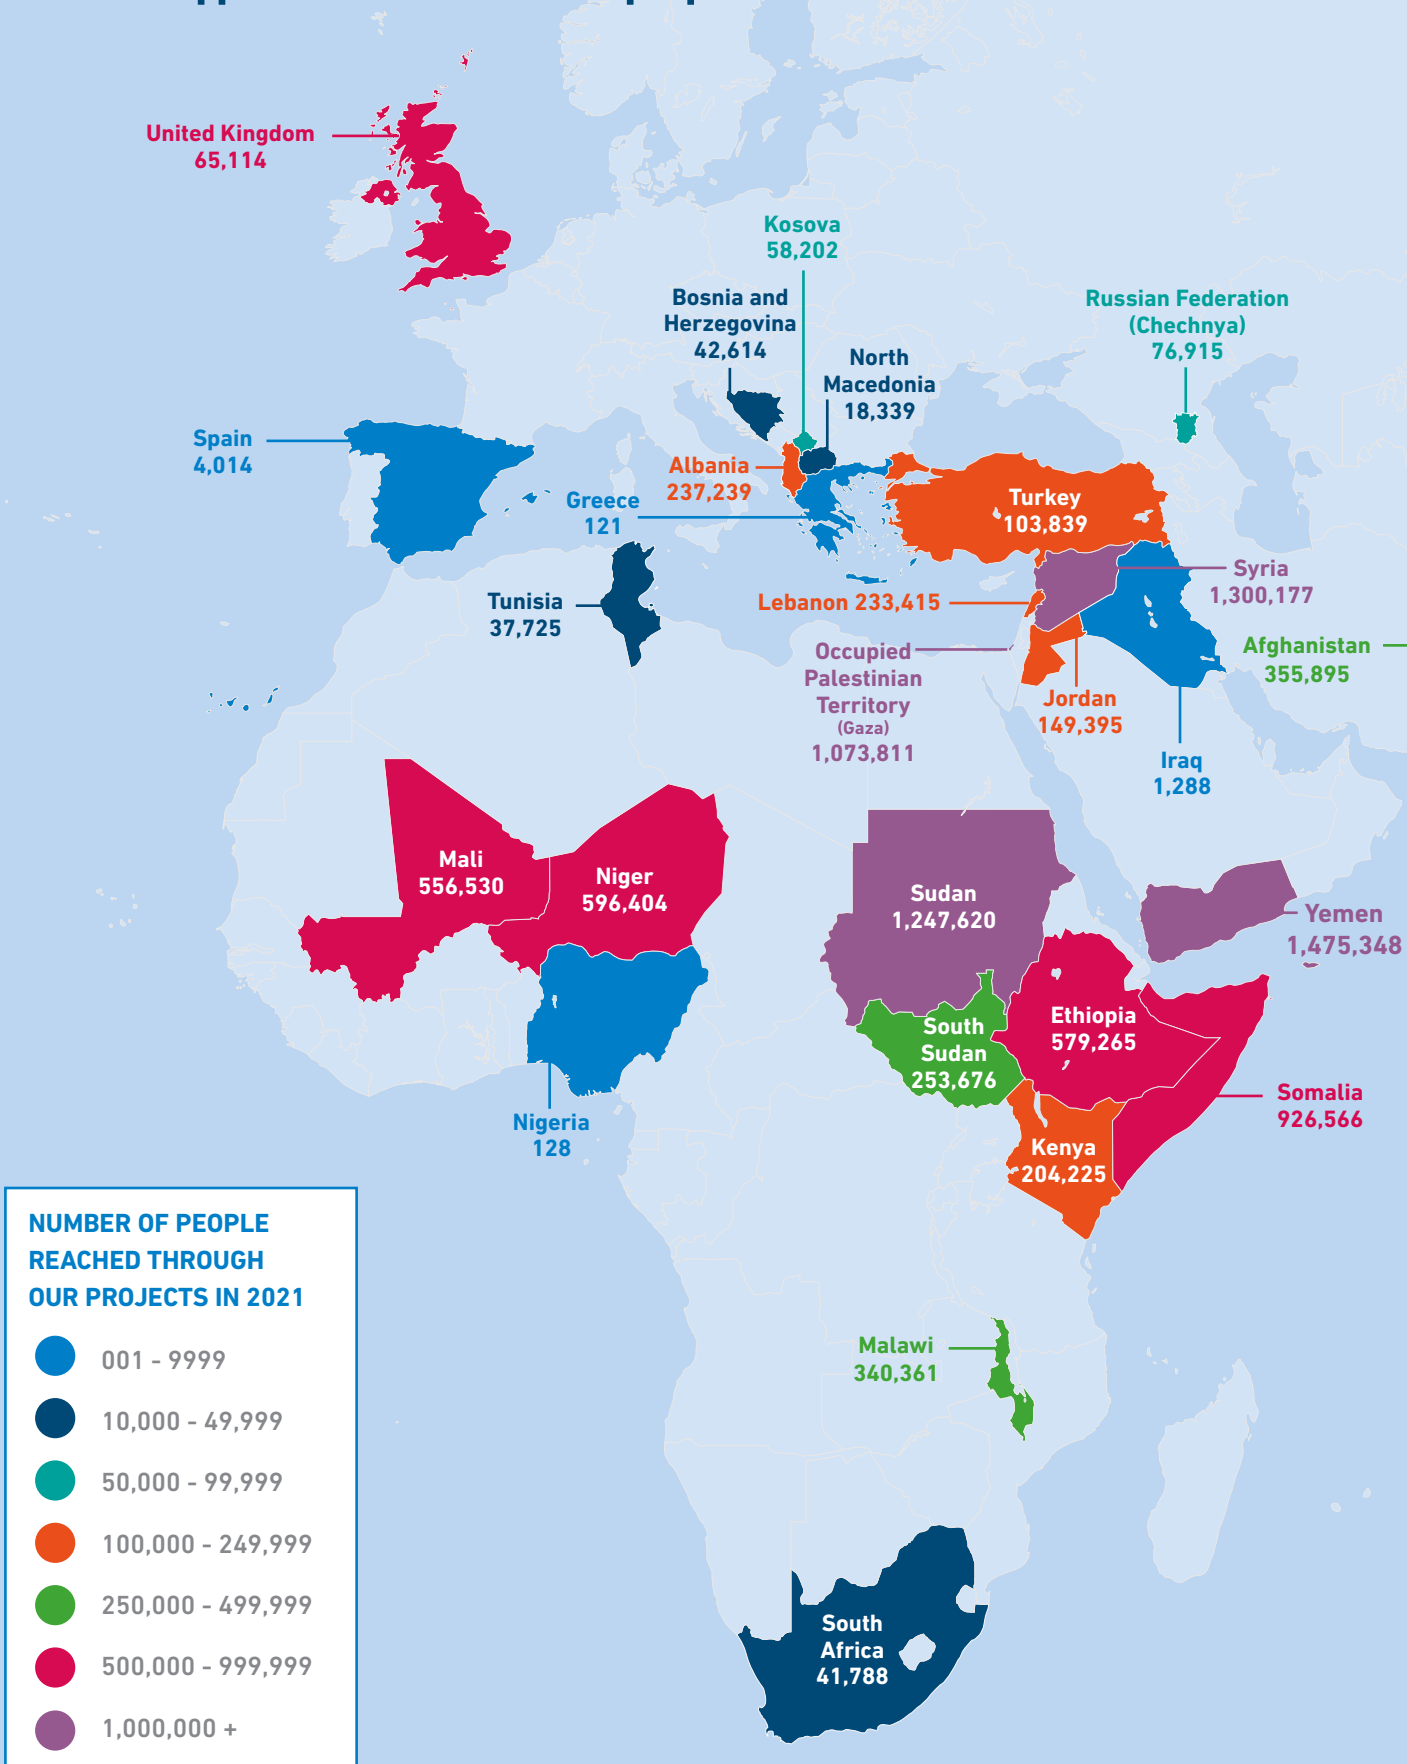 United Kingdom
65,114
Kosova
58,202
Bosnia and
Herzegovina
42,614
North
Macedonia
18,339
Russian Federation
(Chechnya)
76,915
Spain
4,014
Albania
237,239
Greece
121
Turkey
103,839
Syria
1,300,177
Tunisia
37,725
Lebanon 233,415
Afghanistan
355,895
Occupied
Palestinian
Territory
(Gaza)
1,073,811
Jordan
149,395
Iraq
1,288
Mali
556,530
Niger
596,404
Sudan
1,247,620
Yemen
1,475,348
South
Sudan
253,676
Ethiopia
579,265
Somalia
926,566
Nigeria
128
Kenya
204,225
Malawi
340,361
South
Africa
41,788
NUMBER OF PEOPLE
REACHED THROUGH
OUR PROJECTS IN 2021
001 - 9999
10,000 - 49,999
50,000 - 99,999
100,000 - 249,999
250,000 - 499,999
500,000 - 999,999
1,000,000 +